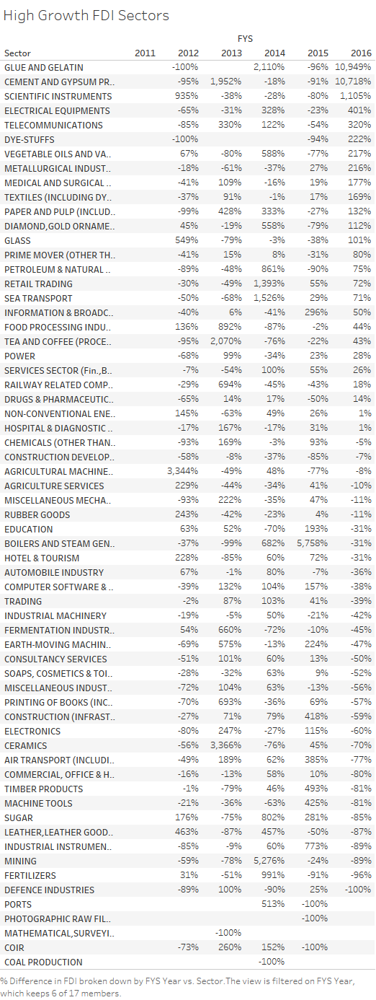 High Growth FDI Sectors
FYS
Sector 2011 2012 2013 2014 2015 2016
GLUE AND GELATIN -100% 2,110% -96% 10,949%
CEMENT AND GYPSUM PR.. -95% 1,952% -18% -91% 10,718%
SCIENTIFIC INSTRUMENTS 935% -38% -28% -80% 1,105%
ELECTRICAL EQUIPMENTS -65% -31% 328% -23% 401%
TELECOMMUNICATIONS -85% 330% 122% -54% 320%
DYE-STUFFS -100% -94% 222%
VEGETABLE OILS AND VA.. 67% -80% 588% -77% 217%
METALLURGICAL INDUST.. -18% -61% -37% 27% 216%
MEDICAL AND SURGICAL .. -41% 109% -16% 19% 177%
TEXTILES (INCLUDING DY.. -37% 91% -1% 17% 169%
PAPER AND PULP (INCLUD.. -99% 428% 333% -27% 132%
DIAMOND,GOLD ORNAME.. 45% -19% 558% -79% 112%
GLASS 549% -79% -3% -38% 101%
PRIME MOVER (OTHER TH.. -41% 15% 8% -31% 80%
PETROLEUM & NATURAL .. -89% -48% 861% -90% 75%
RETAIL TRADING -30% -49% 1,393% 55% 72%
SEA TRANSPORT -50% -68% 1,526% 29% 71%
INFORMATION & BROADC.. -40% 6% -41% 296% 50%
FOOD PROCESSING INDU.. 136% 892% -87% -2% 44%
TEA AND COFFEE (PROCE.. -95% 2,070% -76% -22% 43%
POWER -68% 99% -34% 23% 28%
SERVICES SECTOR (Fin.,B.. -7% -54% 100% 55% 26%
RAILWAY RELATED COMP.. -29% 694% -45% -43% 18%
DRUGS & PHARMACEUTIC.. -65% 14% 17% -50% 14%
NON-CONVENTIONAL ENE.. 145% -63% 49% 26% 1%
HOSPITAL & DIAGNOSTIC .. -17% 167% -17% 31% 1%
CHEMICALS (OTHER THAN.. -93% 169% -3% 93% -5%
CONSTRUCTION DEVELOP.. -58% -8% -37% -85% -7%
AGRICULTURAL MACHINE.. 3,344% -49% 48% -77% -8%
AGRICULTURE SERVICES 229% -44% -34% 41% -10%
MISCELLANEOUS MECHA.. -93% 222% -35% 47% -11%
RUBBER GOODS 243% -42% -23% 4% -11%
EDUCATION 63% 52% -70% 193% -31%
BOILERS AND STEAM GEN.. -37% -99% 682% 5,758% -31%
HOTEL & TOURISM 228% -85% 60% 72% -31%
AUTOMOBILE INDUSTRY 67% -1% 80% -7% -36%
COMPUTER SOFTWARE & .. -39% 132% 104% 157% -38%
TRADING -2% 87% 103% 41% -39%
INDUSTRIAL MACHINERY -19% -5% 50% -21% -42%
FERMENTATION INDUSTR.. 54% 660% -72% -10% -45%
EARTH-MOVING MACHIN.. -69% 575% -13% 224% -47%
CONSULTANCY SERVICES -51% 101% 60% 13% -50%
SOAPS, COSMETICS & TOI.. -28% -32% 63% 9% -52%
MISCELLANEOUS INDUST.. -72% 104% 63% -13% -56%
PRINTING OF BOOKS (INC.. -70% 693% -36% 69% -57%
CONSTRUCTION (INFRAST.. -27% 71% 79% 418% -59%
ELECTRONICS -80% 247% -27% 115% -60%
CERAMICS -56% 3,366% -76% 45% -70%
AIR TRANSPORT (INCLUDI.. -49% 189% 62% 385% -77%
COMMERCIAL, OFFICE & H.. -16% -13% 58% 10% -80%
TIMBER PRODUCTS -1% -79% 46% 493% -81%
MACHINE TOOLS -21% -36% -63% 425% -81%
SUGAR 176% -75% 802% 281% -85%
LEATHER,LEATHER GOOD.. 463% -87% 457% -50% -87%
INDUSTRIAL INSTRUMEN.. -85% -9% 60% 773% -89%
MINING -59% -78% 5,276% -24% -89%
FERTILIZERS 31% -51% 991% -91% -96%
DEFENCE INDUSTRIES -89% 100% -90% 25% -100%
PORTS 513% -100%
PHOTOGRAPHIC RAW FIL.. -100%
MATHEMATICAL,SURVEYI.. -100%
COIR -73% 260% 152% -100%
COAL PRODUCTION -100%
% Difference in FDI broken down by FYS Year vs. Sector.The view is filtered on FYS Year,
which keeps 6 of 17 members.